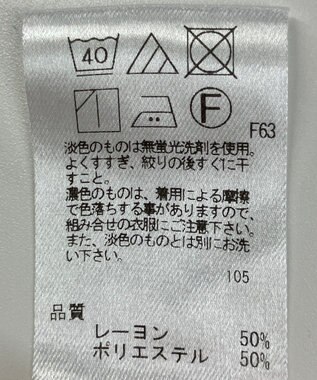 40
F
F63
淡色のものは無蛍光洗剤を使用。
よくすすぎ、絞りの後すぐに干
すこと。
濃色のものは、着用による摩擦
で色落ちする事がありますので、
組み合せの衣服にご注意下さい。
また、淡色のものとは別にお洗
い下さい。
105
品質
レーヨン 50%
ポリエステル 50%